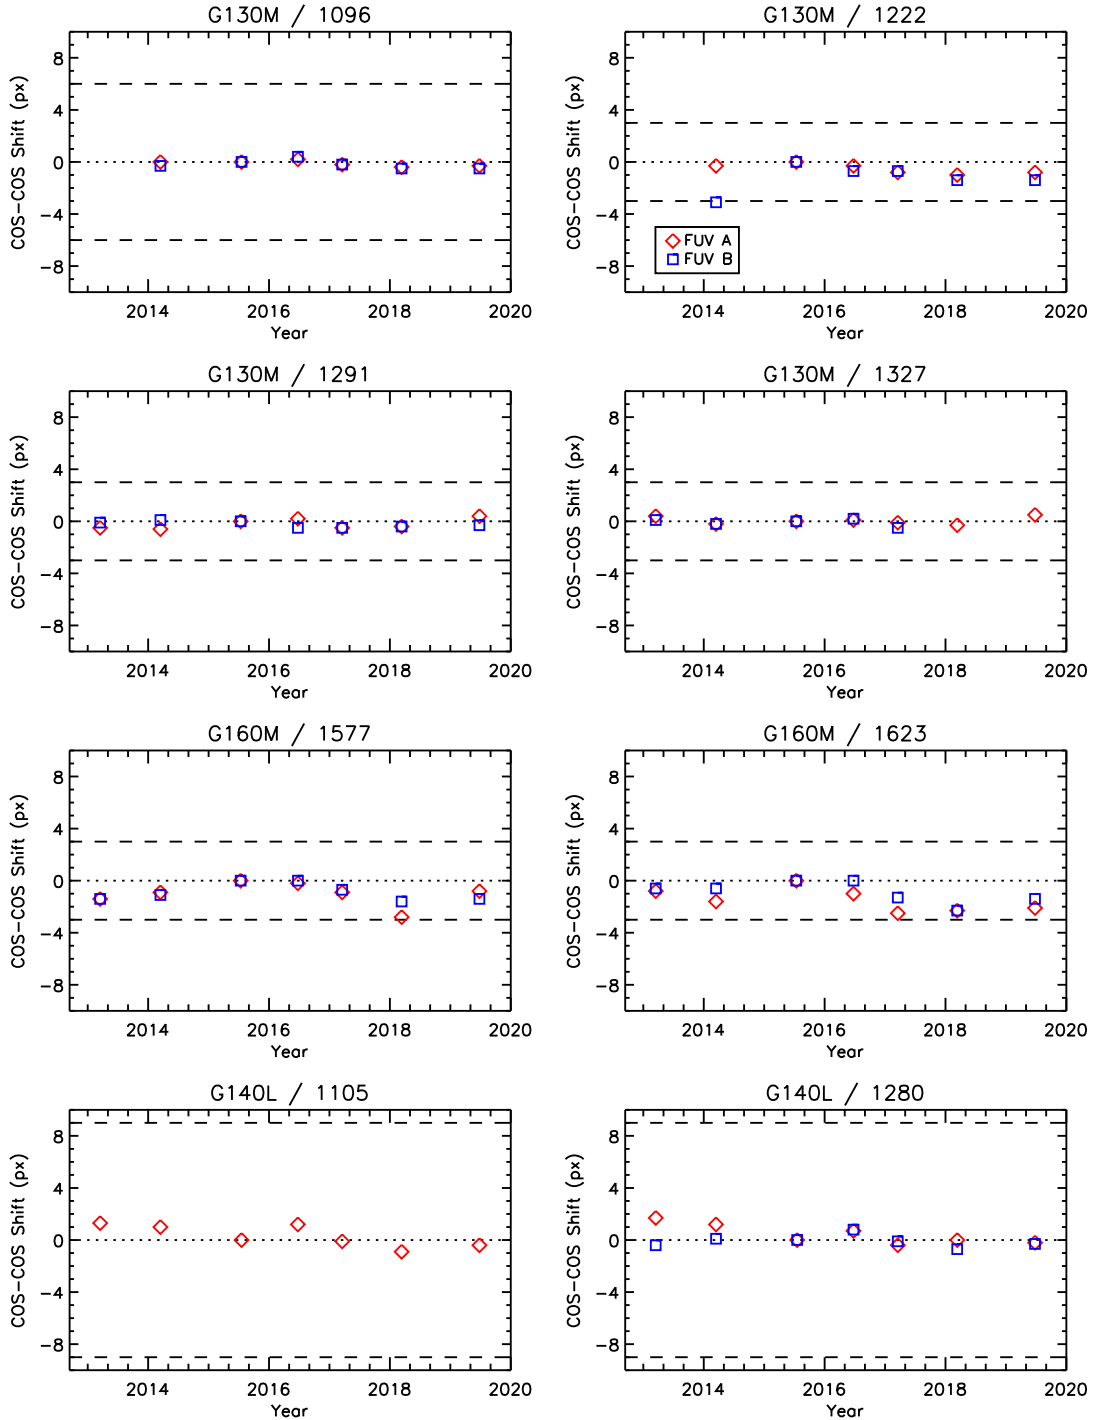 G130M / 1096
COS-COS Shift (px)
8
4
0
-4
-8
2014 2016 2018 2020
Year
G130M / 1222
COS-COS Shift (px)
8
4
0
-4
-8
FUV A
FUV B
2014 2016 2018 2020
Year
G130M / 1291
COS-COS Shift (px)
8
4
0
-4
-8
2014 2016 2018 2020
Year
G130M / 1327
COS-COS Shift (px)
8
4
0
-4
-8
2014 2016 2018 2020
Year
G160M / 1577
COS-COS Shift (px)
8
4
0
-4
-8
2014 2016 2018 2020
Year
G160M / 1623
COS-COS Shift (px)
8
4
0
-4
-8
2014 2016 2018 2020
Year
G140L / 1105
COS-COS Shift (px)
8
4
0
-4
-8
2014 2016 2018 2020
Year
G140L / 1280
COS-COS Shift (px)
8
4
0
-4
-8
2014 2016 2018 2020
Year